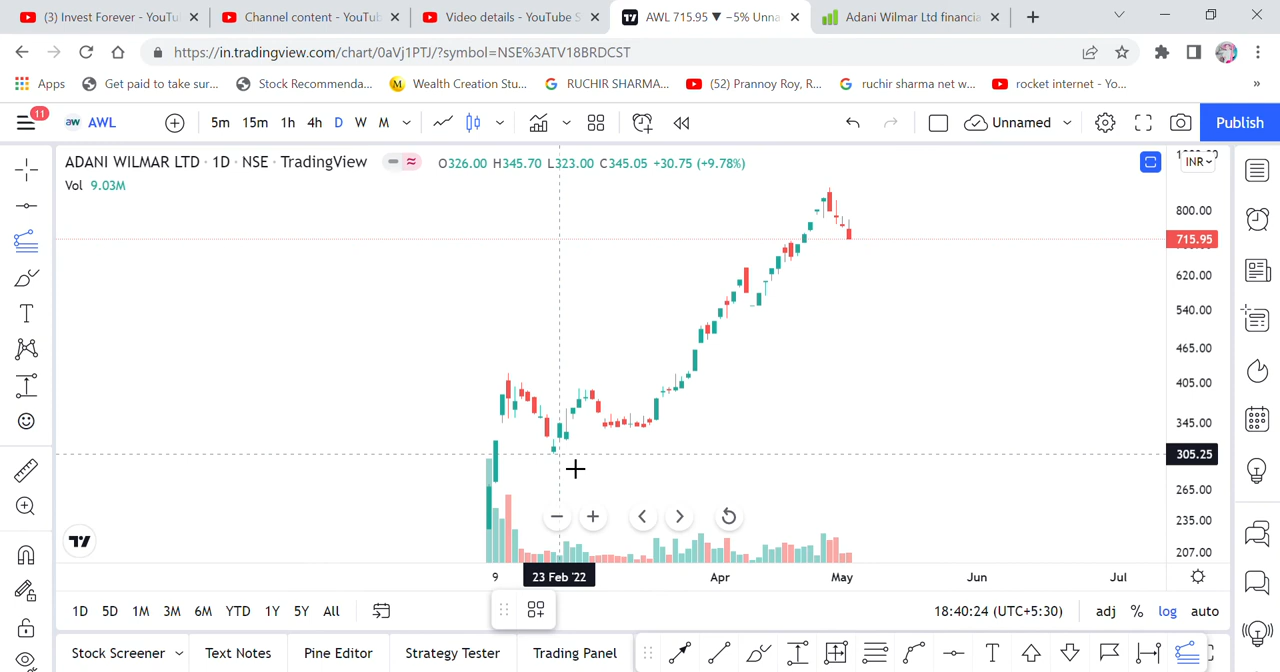 (3) Invest Forever - YouTu
Channel content - YouTub
Video details - YouTube S
AWL 715.95 ▼ −5% Unna
Adani Wilmar Ltd financia
https://in.tradingview.com/chart/0aVj1PTJ/?symbol=NSE%3ATV18BRDCST
Apps
Get paid to take sur...
Stock Recommenda...
M Wealth Creation Stu...
RUCHIR SHARMA...
(52) Prannoy Roy, R...
ruchir sharma net w...
rocket internet - Yo...
»
11
aw AWL
5m 15m 1h 4h D W M
Unnamed
Publish
ADANI WILMAR LTD · 1D · NSE · TradingView
O326.00 H345.70 L323.00 C345.05 +30.75 (+9.78%)
INR
Vol 9.03M
800.00
715.95
620.00
540.00
465.00
405.00
345.00
305.25
265.00
235.00
207.00
9 23 Feb '22 Apr May Jun Jul
1D 5D 1M 3M 6M YTD 1Y 5Y All
18:40:24 (UTC+5:30)
adj % log auto
Stock Screener
Text Notes
Pine Editor
Strategy Tester
Trading Panel